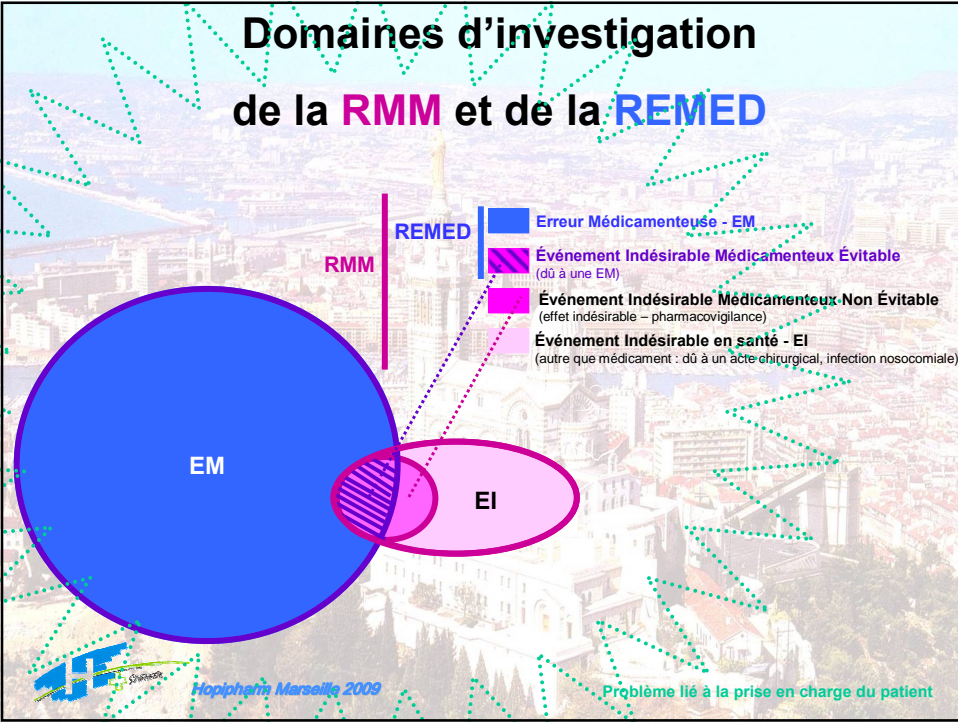 Domaines d'investigation
de la RMM et de la REMED
REMED
RMM
Erreur Médicamenteuse - EM
Événement Indésirable Médicamenteux Évitable
(dû à une EM)
Événement Indésirable Médicamenteux Non Évitable
(effet indésirable – pharmacovigilance)
Événement Indésirable en santé - EI
(autre que médicament : dû à un acte chirurgical, infection nosocomiale)
EM
EI
Hopipharm Marseille 2009
Problème lié à la prise en charge du patient